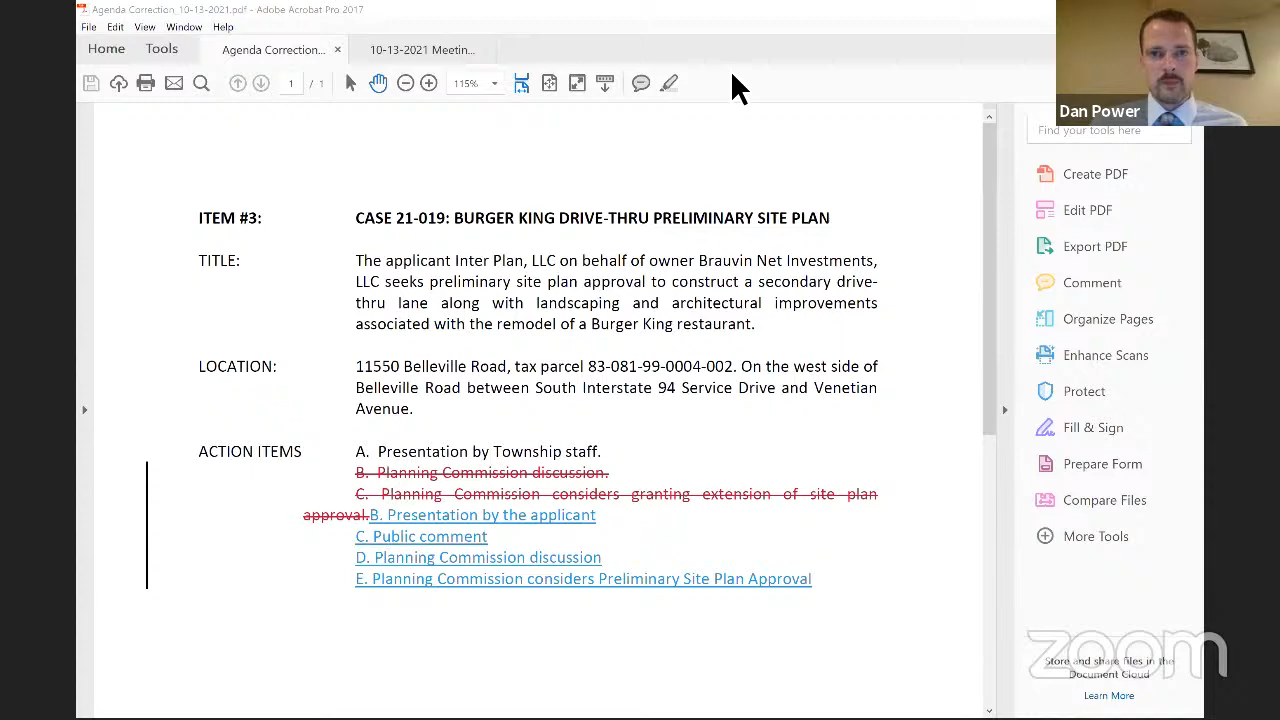 Agenda Correction_10-13-2021.pdf - Adobe Acrobat Pro 2017
File Edit View Window Help
Home Tools Agenda Correction... × 10-13-2021 Meetin...
1 / 1 115%
Dan Power
Find your tools here
Create PDF
Edit PDF
Export PDF
Comment
Organize Pages
Enhance Scans
Protect
Fill & Sign
Prepare Form
Compare Files
More Tools
Store and share files in the
Document Cloud
Learn More
zoom
ITEM #3: CASE 21-019: BURGER KING DRIVE-THRU PRELIMINARY SITE PLAN
TITLE: The applicant Inter Plan, LLC on behalf of owner Brauvin Net Investments,
LLC seeks preliminary site plan approval to construct a secondary drive-
thru lane along with landscaping and architectural improvements
associated with the remodel of a Burger King restaurant.
LOCATION: 11550 Belleville Road, tax parcel 83-081-99-0004-002. On the west side of
Belleville Road between South Interstate 94 Service Drive and Venetian
Avenue.
ACTION ITEMS A. Presentation by Township staff.
B. Planning Commission discussion.
C. Planning Commission considers granting extension of site plan
approval.B. Presentation by the applicant
C. Public comment
D. Planning Commission discussion
E. Planning Commission considers Preliminary Site Plan Approval